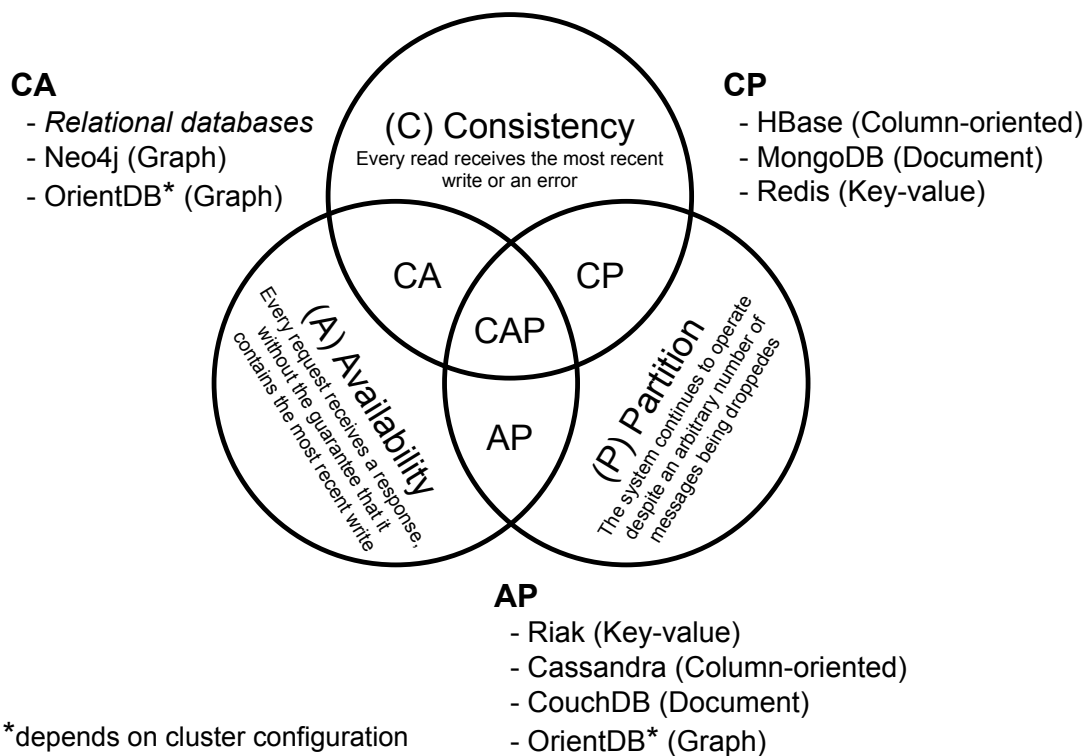 CA
- Relational databases
- Neo4j (Graph)
- OrientDB* (Graph)
(C) Consistency
Every read receives the most recent
write or an error
CP
- HBase (Column-oriented)
- MongoDB (Document)
- Redis (Key-value)
CA
CP
CAP
AP
(A) Availability
Every request receives a response,
without the guarantee that it
contains the most recent write
(P) Partition
The system continues to operate
despite an arbitrary number of
messages being droppedes
AP
- Riak (Key-value)
- Cassandra (Column-oriented)
- CouchDB (Document)
- OrientDB* (Graph)
*depends on cluster configuration